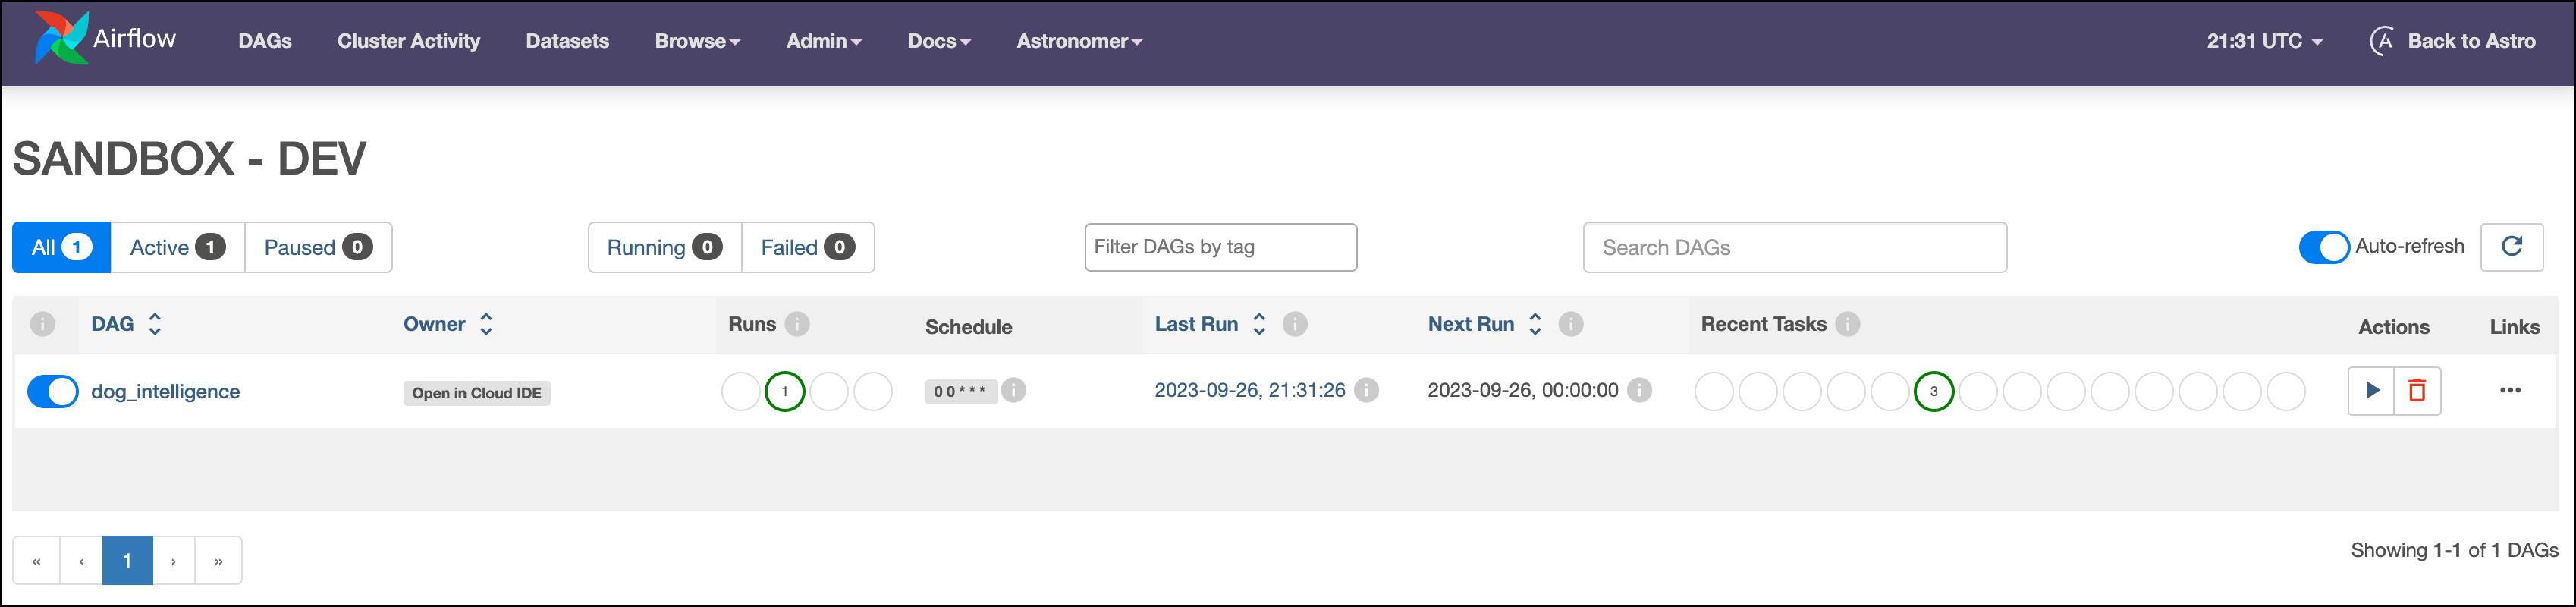 Airflow DAGs Cluster Activity Datasets Browse Admin Docs Astronomer 21:31 UTC Back to Astro
SANDBOX - DEV
All 1 Active 1 Paused 0 Running 0 Failed 0 Filter DAGs by tag Search DAGs Auto-refresh
DAG Owner Runs Schedule Last Run Next Run Recent Tasks Actions Links
dog_intelligence Open in Cloud IDE 1 0 0 * * * 2023-09-26, 21:31:26 2023-09-26, 00:00:00 3
« ‹ 1 › » Showing 1-1 of 1 DAGs